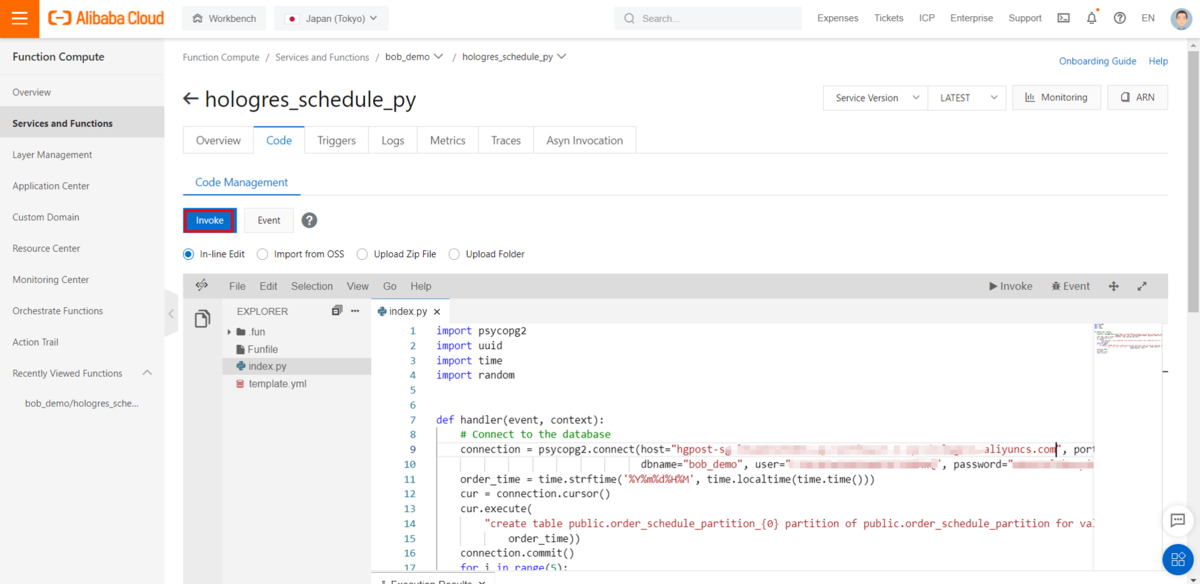 Alibaba Cloud Workbench Japan (Tokyo) Search... Expenses Tickets ICP Enterprise Support EN
Function Compute
Overview
Services and Functions
Layer Management
Application Center
Custom Domain
Resource Center
Monitoring Center
Orchestrate Functions
Action Trail
Recently Viewed Functions
bob_demo/hologres_sche...
Function Compute / Services and Functions / bob_demo / hologres_schedule_py
Onboarding Guide Help
hologres_schedule_py
Service Version LATEST Monitoring ARN
Overview Code Triggers Logs Metrics Traces Asyn Invocation
Code Management
Invoke Event ?
In-line Edit Import from OSS Upload Zip File Upload Folder
File Edit Selection View Go Help Invoke Event
EXPLORER
.fun
Funfile
index.py
template.yml
index.py
1 import psycopg2
2 import uuid
3 import time
4 import random
5
6
7 def handler(event, context):
8 # Connect to the database
9 connection = psycopg2.connect(host="hgpost-sg aliyuncs.com", port
10 dbname="bob_demo", user=" ", password="
11 order_time = time.strftime('%Y%m%d%H%M', time.localtime(time.time()))
12 cur = connection.cursor()
13 cur.execute(
14 "create table public.order_schedule_partition_{0} partition of public.order_schedule_partition for val
15 order_time))
16 connection.commit()
17 for i in range(5):
Execution Results